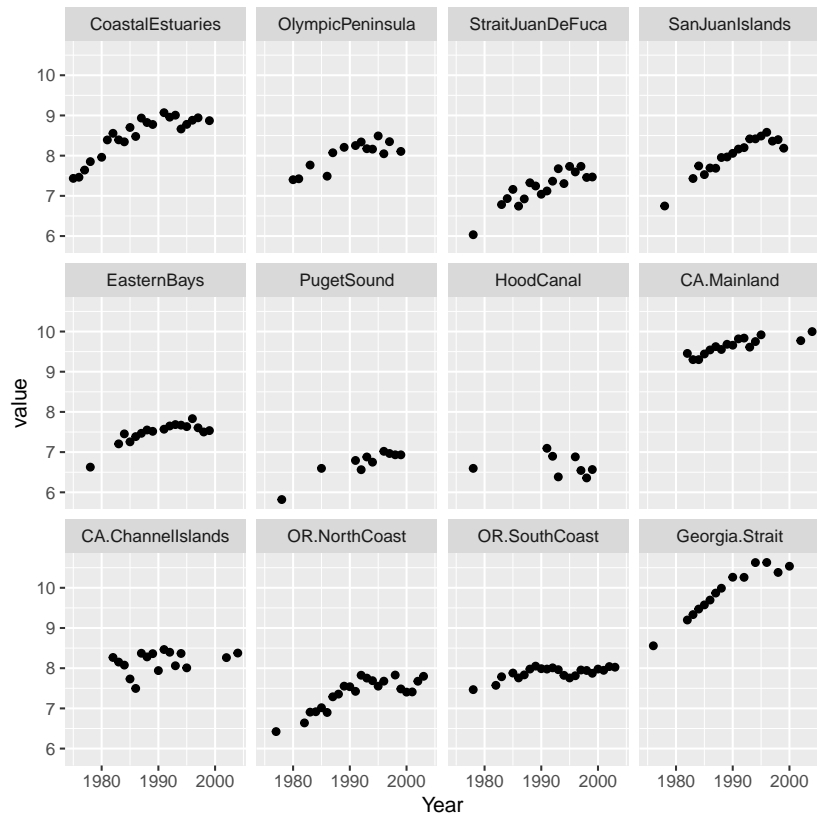 CoastalEstuaries OlympicPeninsula StraitJuanDeFuca SanJuanIslands
10
9
8
7
6
EasternBays PugetSound HoodCanal CA.Mainland
10
9
8
7
6
value
CA.ChannelIslands OR.NorthCoast OR.SouthCoast Georgia.Strait
10
9
8
7
6
1980 1990 2000 1980 1990 2000 1980 1990 2000 1980 1990 2000
Year